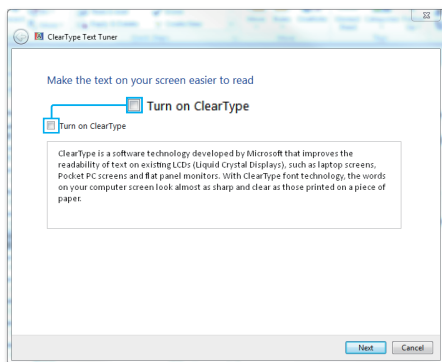 ClearType Text Tuner
Make the text on your screen easier to read
Turn on ClearType
Turn on ClearType
ClearType is a software technology developed by Microsoft that improves the
readability of text on existing LCDs (Liquid Crystal Displays), such as laptop screens,
Pocket PC screens and flat panel monitors. With ClearType font technology, the words
on your computer screen look almost as sharp and clear as those printed on a piece of
paper.
Next Cancel